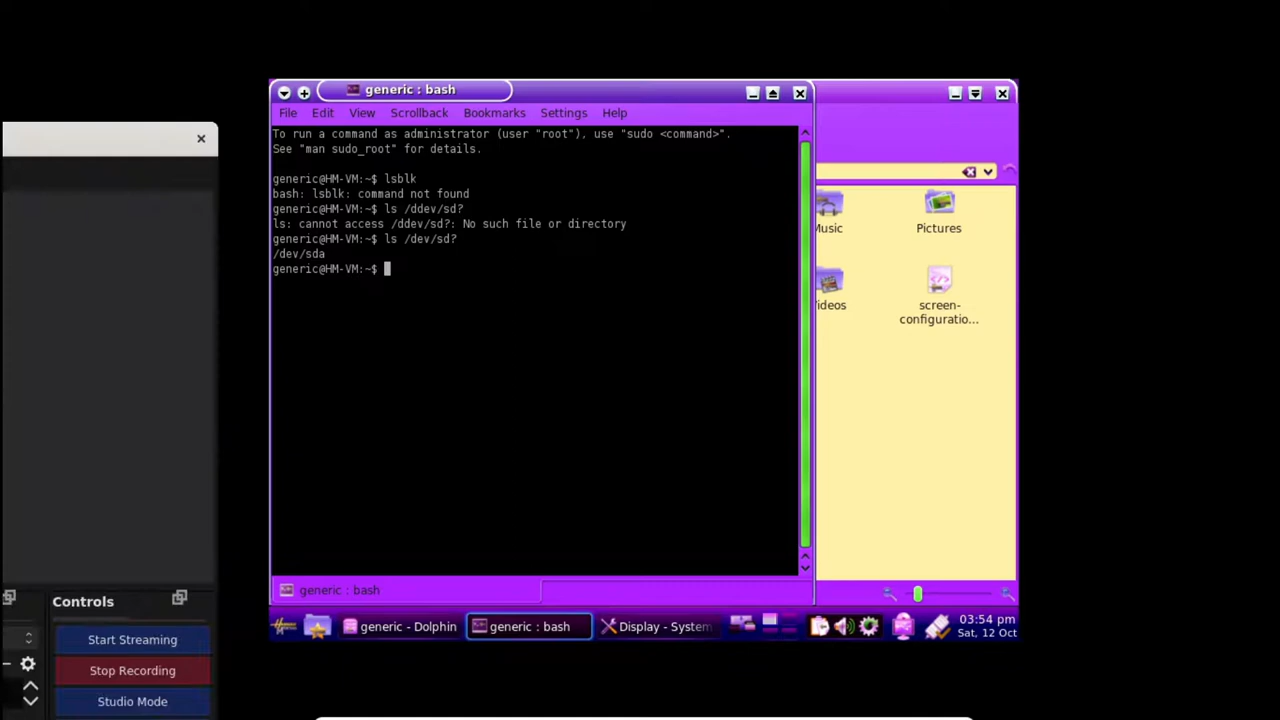 generic : bash
File Edit View Scrollback Bookmarks Settings Help
To run a command as administrator (user "root"), use "sudo <command>".
See "man sudo_root" for details.
generic@HM-VM:~$ lsblk
bash: lsblk: command not found
generic@HM-VM:~$ ls /ddev/sd?
ls: cannot access /ddev/sd?: No such file or directory
generic@HM-VM:~$ ls /dev/sd?
/dev/sda
generic@HM-VM:~$
generic : bash
Music
Pictures
Videos
screen-
configuratio...
generic - Dolphin
generic : bash
Display - System
03:54 pm
Sat, 12 Oct
Controls
Start Streaming
Stop Recording
Studio Mode